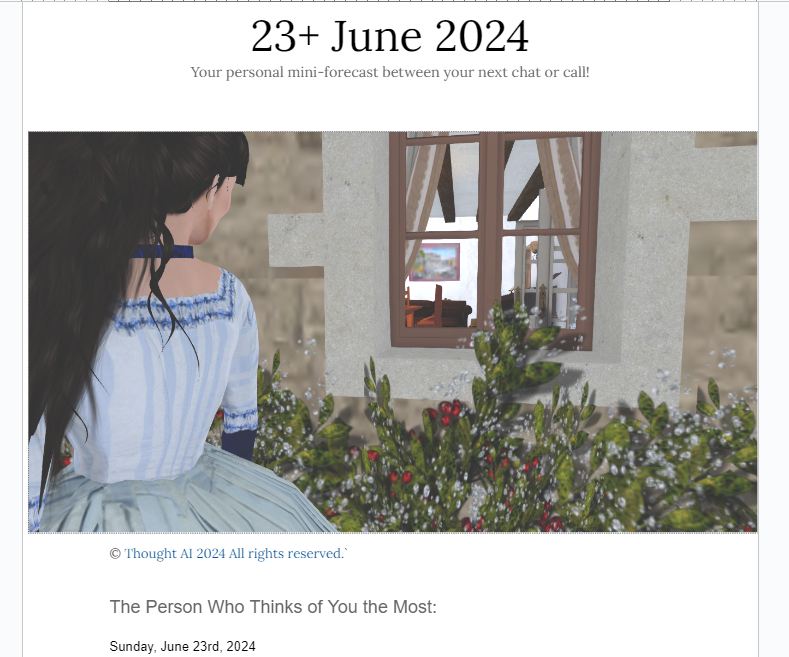 23+ June 2024
Your personal mini-forecast between your next chat or call!
© Thought AI 2024 All rights reserved.`
The Person Who Thinks of You the Most:
Sunday, June 23rd, 2024